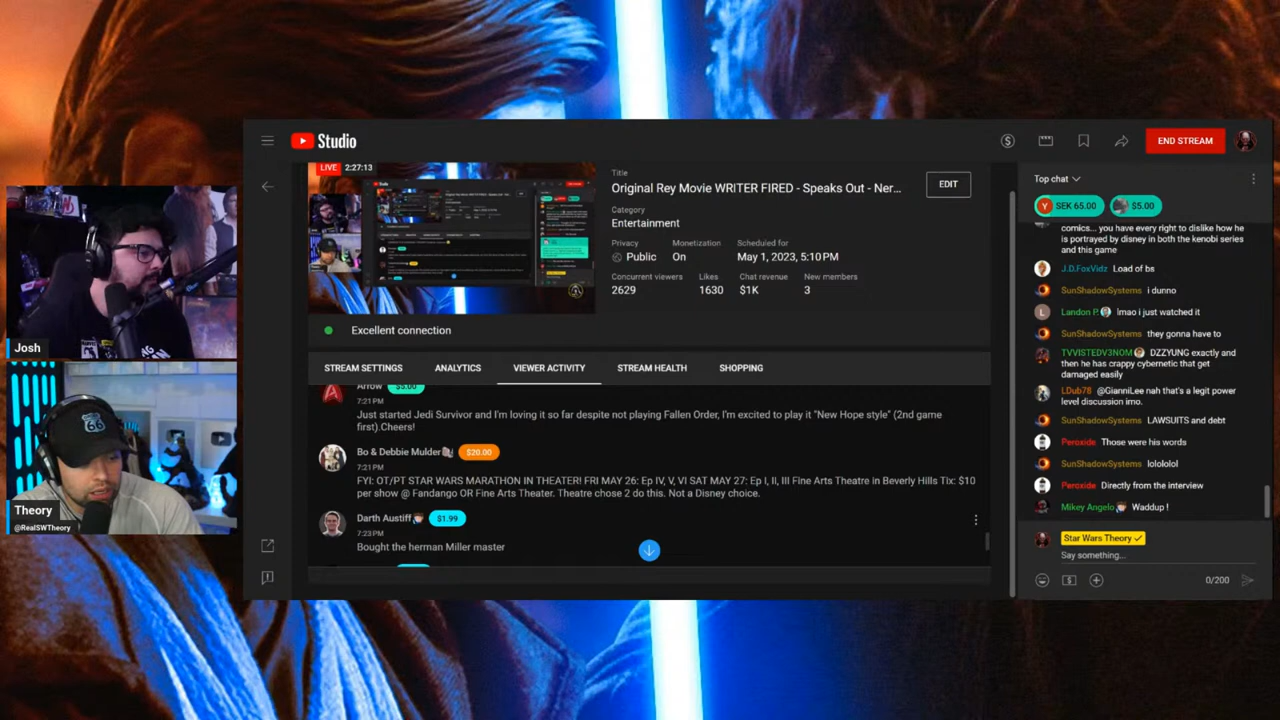 Studio
END STREAM
LIVE 2:27:13
Title
Original Rey Movie WRITER FIRED - Speaks Out - Ner...
EDIT
Category
Entertainment
Privacy Monetization Scheduled for
Public On May 1, 2023, 5:10 PM
Concurrent viewers Likes Chat revenue New members
2629 1630 $1K 3
Excellent connection
STREAM SETTINGS ANALYTICS VIEWER ACTIVITY STREAM HEALTH SHOPPING
Arrow $5.00
7:21 PM
Just started Jedi Survivor and I'm loving it so far despite not playing Fallen Order, I'm excited to play it "New Hope style" (2nd game
first).Cheers!
Bo & Debbie Mulder $20.00
7:21 PM
FYI: OT/PT STAR WARS MARATHON IN THEATER! FRI MAY 26: Ep IV, V, VI SAT MAY 27: Ep I, II, III Fine Arts Theatre in Beverly Hills Tix: $10
per show @ Fandango OR Fine Arts Theater. Theatre chose 2 do this. Not a Disney choice.
Darth Austiff $1.99
7:23 PM
Bought the herman Miller master
Top chat
Y SEK 65.00 $5.00
comics... you have every right to dislike how he
is portrayed by disney in both the kenobi series
and this game
J.D.FoxVidz Load of bs
SunShadowSystems i dunno
L Landon P. lmao i just watched it
SunShadowSystems they gonna have to
TVVISTEDV3NOM DZZYUNG exactly and
then he has crappy cybernetic that get
damaged easily
LDub78 @GianniLee nah that's a legit power
level discussion imo.
SunShadowSystems LAWSUITS and debt
Peroxide Those were his words
SunShadowSystems lolololol
Peroxide Directly from the interview
Mikey Angelo Waddup !
Star Wars Theory
Say something...
0/200
Josh
Theory
@RealSWTheory
66